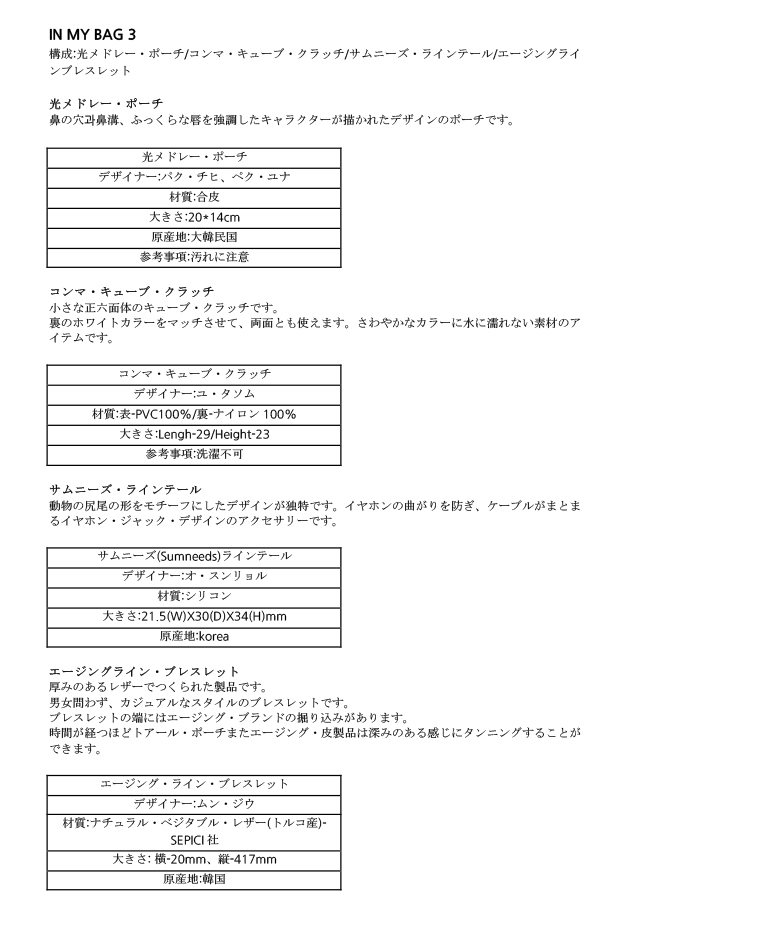 IN MY BAG 3
構成:光メドレー・ポーチ/コンマ・キューブ・クラッチ/サムニーズ・ラインテール/エージングライ
ンブレスレット
光メドレー・ポーチ
鼻の穴과鼻溝、ふっくらな唇を強調したキャラクターが描かれたデザインのポーチです。
光メドレー・ポーチ
デザイナー:パク・チヒ、ペク・ユナ
材質:合皮
大きさ:20*14cm
原産地:大韓民国
参考事項:汚れに注意
コンマ・キューブ・クラッチ
小さな正六面体のキューブ・クラッチです。
裏のホワイトカラーをマッチさせて、両面とも使えます。さわやかなカラーに水に濡れない素材のア
イテムです。
コンマ・キューブ・クラッチ
デザイナー:ユ・タソム
材質:表-PVC100%/裏-ナイロン 100%
大きさ:Lengh-29/Height-23
参考事項:洗濯不可
サムニーズ・ラインテール
動物の尻尾の形をモチーフにしたデザインが独特です。イヤホンの曲がりを防ぎ、ケーブルがまとま
るイヤホン・ジャック・デザインのアクセサリーです。
サムニーズ(Sumneeds)ラインテール
デザイナー:オ・スンリョル
材質:シリコン
大きさ:21.5(W)X30(D)X34(H)mm
原産地:korea
エージングライン・ブレスレット
厚みのあるレザーでつくられた製品です。
男女問わず、カジュアルなスタイルのブレスレットです。
ブレスレットの端にはエージング・ブランドの掘り込みがあります。
時間が経つほどトアール・ポーチまたエージング・皮製品は深みのある感じにタンニングすることが
できます。
エージング・ライン・ブレスレット
デザイナー:ムン・ジウ
材質:ナチュラル・ベジタブル・レザー(トルコ産)-
SEPICI 社
大きさ: 横-20mm、縦-417mm
原産地:韓国